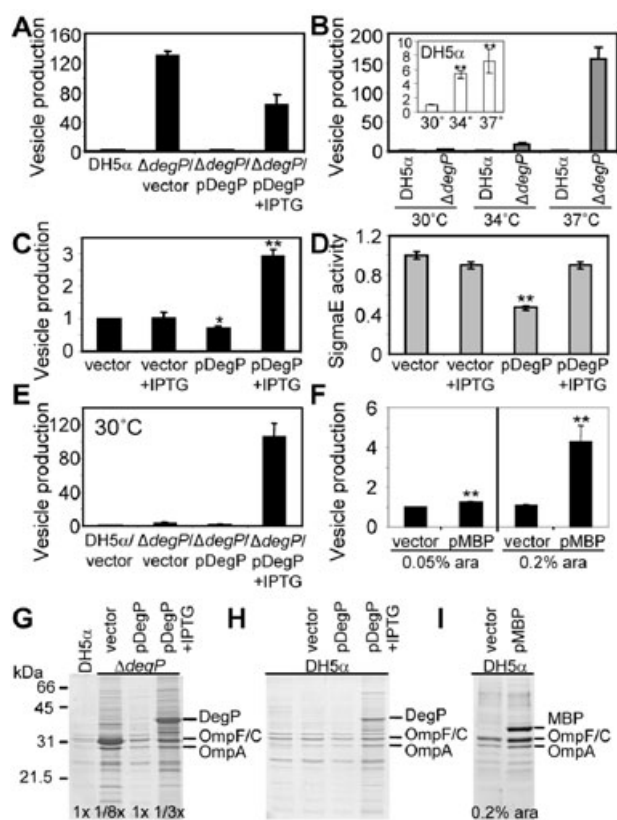 A
Vesicle production
160
120
80
40
0
DH5α
ΔdegP/
vector
ΔdegP/
pDegP
ΔdegP/
pDegP
+IPTG
B
Vesicle production
200
150
100
50
0
DH5α
10
8
6
4
2
0
**
**
30˚
34˚
37˚
DH5α
ΔdegP
DH5α
ΔdegP
DH5α
ΔdegP
30˚C
34˚C
37˚C
C
Vesicle production
3
2
1
0
*
**
vector
vector
+IPTG
pDegP
pDegP
+IPTG
D
SigmaE activity
1.2
0.8
0.4
0
**
vector
vector
+IPTG
pDegP
pDegP
+IPTG
E
30˚C
Vesicle production
120
80
40
0
DH5α/
vector
ΔdegP/
vector
ΔdegP/
pDegP
ΔdegP/
pDegP
+IPTG
F
Vesicle production
6
4
2
0
**
**
vector
pMBP
vector
pMBP
0.05% ara
0.2% ara
G
DH5α
vector
pDegP
pDegP
+IPTG
ΔdegP
kDa
66
45
31
21.5
DegP
OmpF/C
OmpA
1x
1/8x
1x
1/3x
H
vector
pDegP
pDegP
+IPTG
DH5α
DegP
OmpF/C
OmpA
I
vector
pMBP
DH5α
MBP
OmpF/C
OmpA
0.2% ara